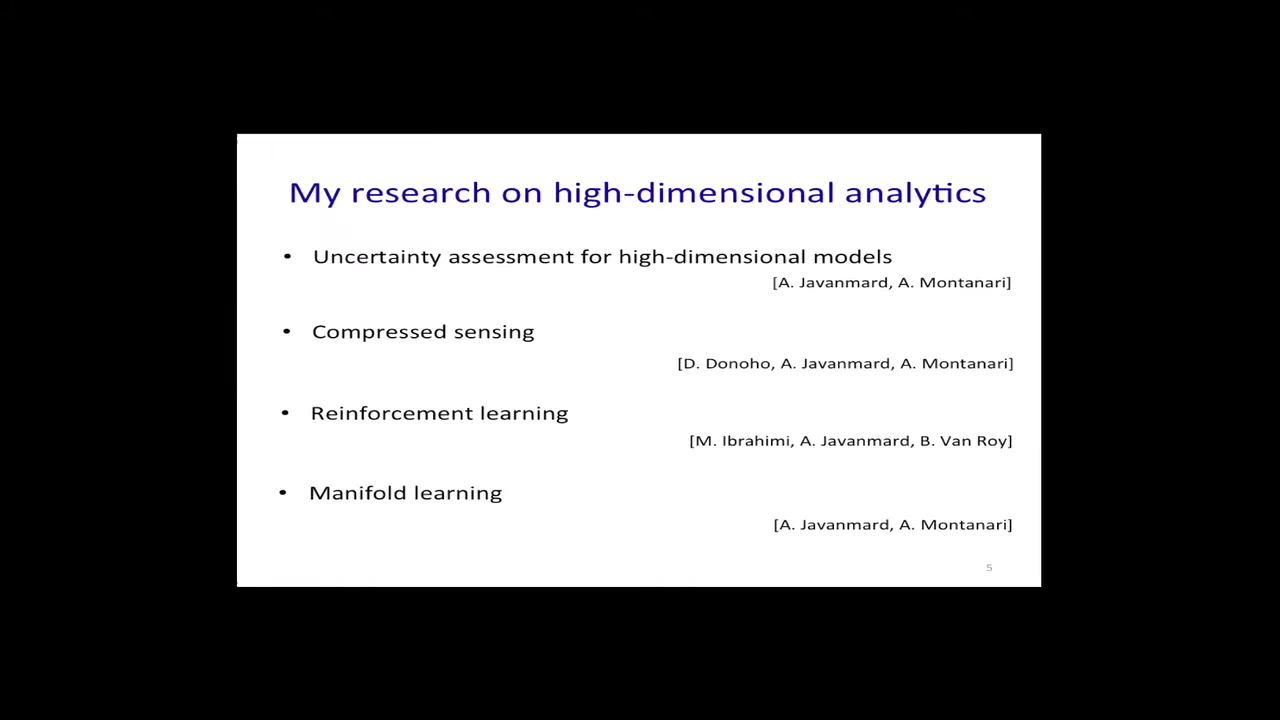 My research on high-dimensional analytics
• Uncertainty assessment for high-dimensional models
[A. Javanmard, A. Montanari]
• Compressed sensing
[D. Donoho, A. Javanmard, A. Montanari]
• Reinforcement learning
[M. Ibrahimi, A. Javanmard, B. Van Roy]
• Manifold learning
[A. Javanmard, A. Montanari]
5